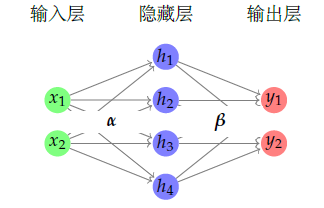 输入层 隐藏层 输出层
h1
x1 h2 y1
α β
x2 h3 y2
h4